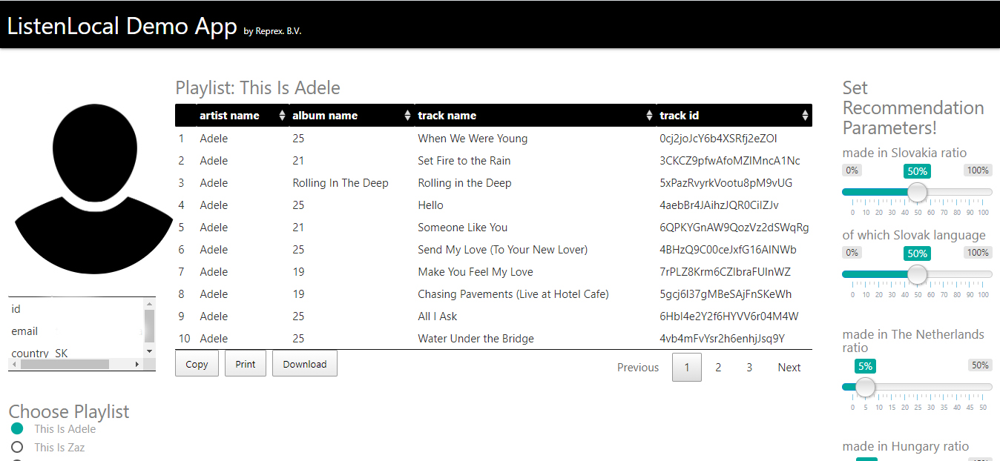 ListenLocal Demo App by Reprex. B.V.
id
email
country SK
Choose Playlist
This Is Adele
This Is Zaz
Playlist: This Is Adele
artist name album name track name track id
1 Adele 25 When We Were Young 0cj2joJcY6b4XSRfj2eZOI
2 Adele 21 Set Fire to the Rain 3CKCZ9pfwAfoMZlMncA1Nc
3 Adele Rolling In The Deep Rolling in the Deep 5xPazRvyrkVootu8pM9vUG
4 Adele 25 Hello 4aebBr4JAihzJQR0CiIZJv
5 Adele 21 Someone Like You 6QPKYGnAW9QozVz2dSWqRg
6 Adele 25 Send My Love (To Your New Lover) 4BHzQ9C00ceJxfG16AlNWb
7 Adele 19 Make You Feel My Love 7rPLZ8Krm6CZIbraFUInWZ
8 Adele 19 Chasing Pavements (Live at Hotel Cafe) 5gcj6I37gMBeSAjFnSKeWh
9 Adele 25 All I Ask 6HbI4e2Y2f6HYVV6r04M4W
10 Adele 25 Water Under the Bridge 4vb4mFvYsr2h6enhjJsq9Y
Copy Print Download
Previous 1 2 3 Next
Set
Recommendation
Parameters!
made in Slovakia ratio
0% 50% 100%
0 10 20 30 40 50 60 70 80 90 100
of which Slovak language
0% 50% 100%
0 10 20 30 40 50 60 70 80 90 100
made in The Netherlands
ratio
5% 50%
0 5 10 15 20 25 30 35 40 45 50
made in Hungary ratio